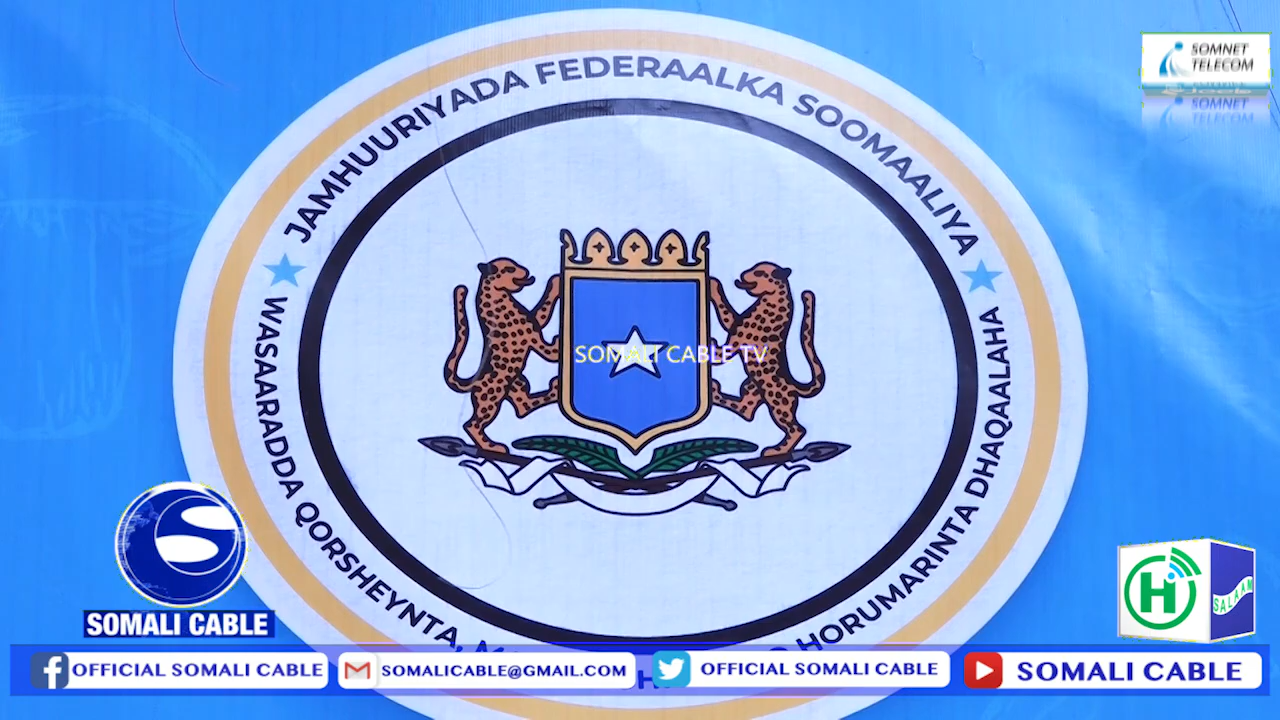 JAMHUURIYADA FEDERAALKA SOOMAALIYA
WASAARADDA QORSHEYNTA,
HORUMARINTA DHAQAALAHA
SOMNET
TELECOM
SOMNET
SOMALI CABLE TV
SOMALI CABLE
H
SALAAM
OFFICIAL SOMALI CABLE
SOMALICABLE@GMAIL.COM
OFFICIAL SOMALI CABLE
SOMALI CABLE